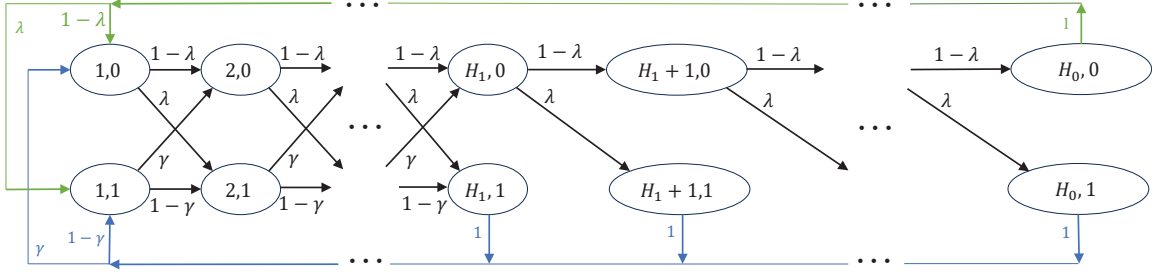 ...
...
λ
1 − λ
1
1 − λ
1 − λ
1 − λ
1 − λ
1 − λ
1 − λ
1,0
2,0
H₁, 0
H₁ + 1,0
H₀, 0
λ
λ
λ
λ
λ
λ
...
...
γ
γ
γ
1,1
2,1
H₁, 1
H₁ + 1,1
H₀, 1
1 − γ
1 − γ
1 − γ
γ
1 − γ
1
1
1
...
...